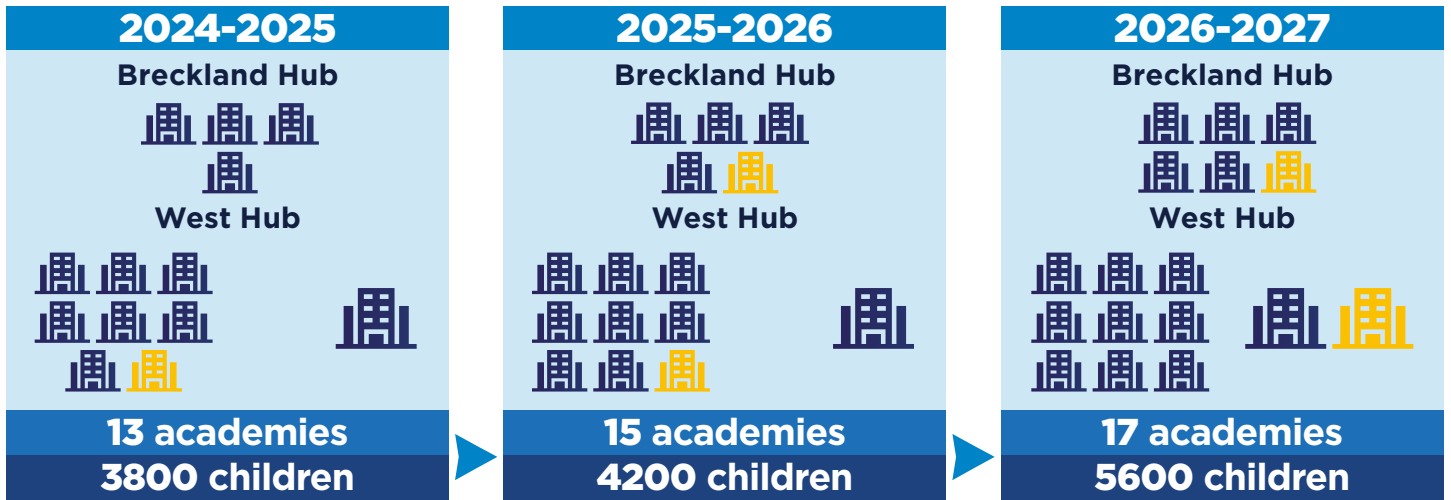 2024-2025
Breckland Hub
West Hub
13 academies
3800 children
2025-2026
Breckland Hub
West Hub
15 academies
4200 children
2026-2027
Breckland Hub
West Hub
17 academies
5600 children